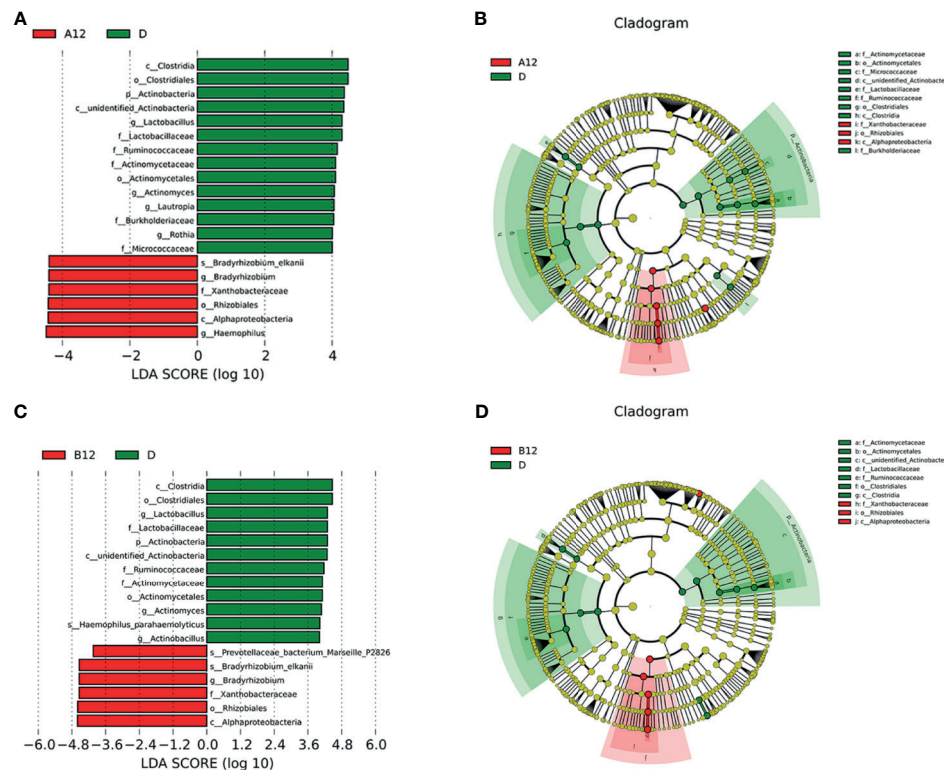 A
A12
D
c__Clostridia
o__Clostridiales
p__Actinobacteria
c__unidentified_Actinobacteria
g__Lactobacillus
f__Lactobacillaceae
f__Ruminococcaceae
f__Actinomycetaceae
o__Actinomycetales
g__Actinomyces
g__Lautropia
f__Burkholderiaceae
g__Rothia
f__Micrococcaceae
s__Bradyrhizobium_elkanii
g__Bradyrhizobium
f__Xanthobacteraceae
o__Rhizobiales
c__Alphaproteobacteria
g__Haemophilus
−4 −2 0 2 4
LDA SCORE (log 10)
B
Cladogram
A12
D
a: f__Actinomycetaceae
b: o__Actinomycetales
c: f__Micrococcaceae
d: c__unidentified_Actinobacte
e: f__Lactobacillaceae
f: f__Ruminococcaceae
g: o__Clostridiales
h: c__Clostridia
i: f__Xanthobacteraceae
j: o__Rhizobiales
k: c__Alphaproteobacteria
l: f__Burkholderiaceae
p__Actinobacteria
d
c
b
a
e
h
g
f
l
j
k
C
B12
D
c__Clostridia
o__Clostridiales
g__Lactobacillus
f__Lactobacillaceae
p__Actinobacteria
c__unidentified_Actinobacteria
f__Ruminococcaceae
f__Actinomycetaceae
o__Actinomycetales
g__Actinomyces
s__Haemophilus_parahaemolyticus
g__Actinobacillus
s__Prevotellaceae_bacterium_Marseille_P2826
s__Bradyrhizobium_elkanii
g__Bradyrhizobium
f__Xanthobacteraceae
o__Rhizobiales
c__Alphaproteobacteria
−6.0 −4.8 −3.6 −2.4 −1.2 0.0 1.2 2.4 3.6 4.8 6.0
LDA SCORE (log 10)
D
Cladogram
B12
D
a: f__Actinomycetaceae
b: o__Actinomycetales
c: c__unidentified_Actinobacte
d: f__Lactobacillaceae
e: f__Ruminococcaceae
f: o__Clostridiales
g: c__Clostridia
h: f__Xanthobacteraceae
i: o__Rhizobiales
j: c__Alphaproteobacteria
p__Actinobacteria
c
b
a
d
g
f
e
i
j